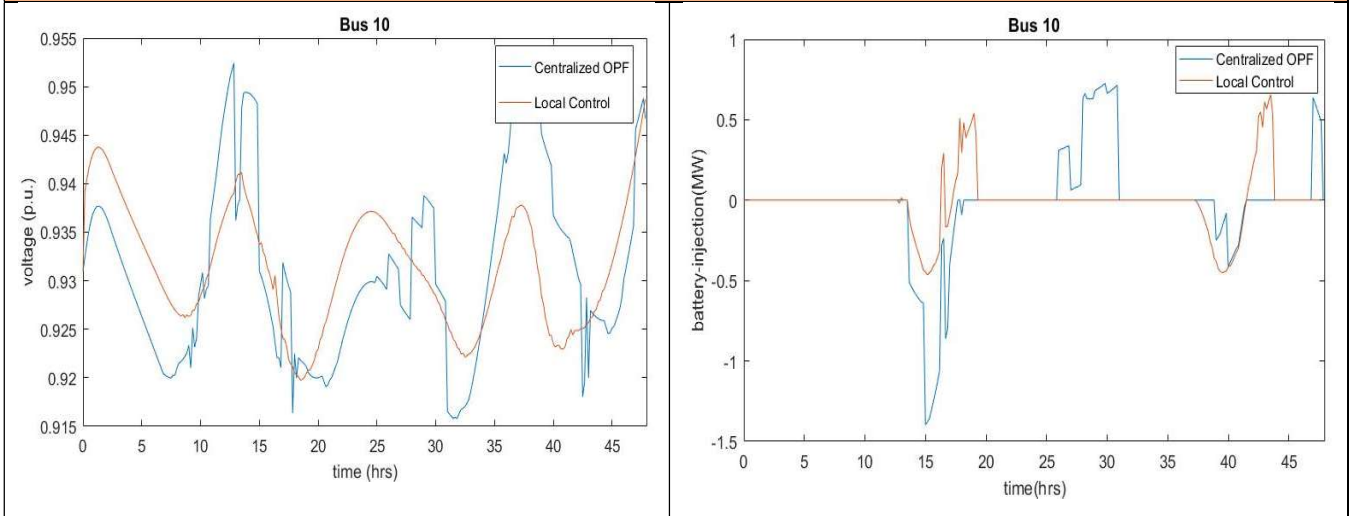 Bus 10
0.955
0.95
0.945
0.94
0.935
0.93
0.925
0.92
0.915
voltage (p.u.)
0 5 10 15 20 25 30 35 40 45
time (hrs)
Centralized OPF
Local Control
Bus 10
1
0.5
0
-0.5
-1
-1.5
battery-injection(MW)
0 5 10 15 20 25 30 35 40 45
time(hrs)
Centralized OPF
Local Control